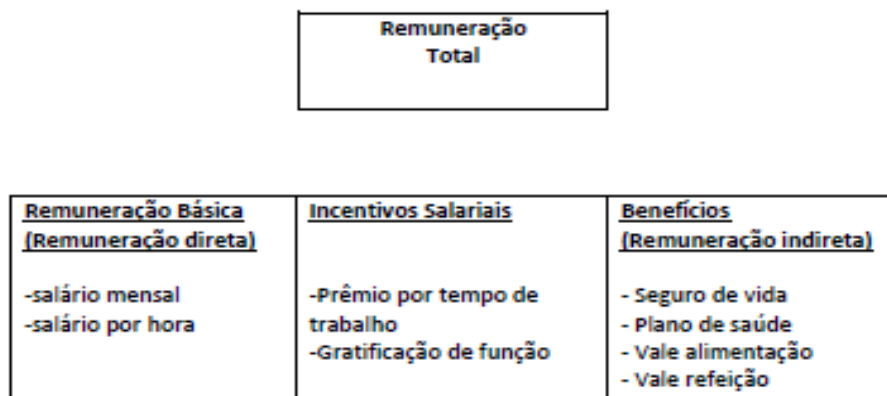 Remuneração
Total
Remuneração Básica
(Remuneração direta)
-salário mensal
-salário por hora
Incentivos Salariais
-Prêmio por tempo de
trabalho
-Gratificação de função
Benefícios
(Remuneração indireta)
- Seguro de vida
- Plano de saúde
- Vale alimentação
- Vale refeição